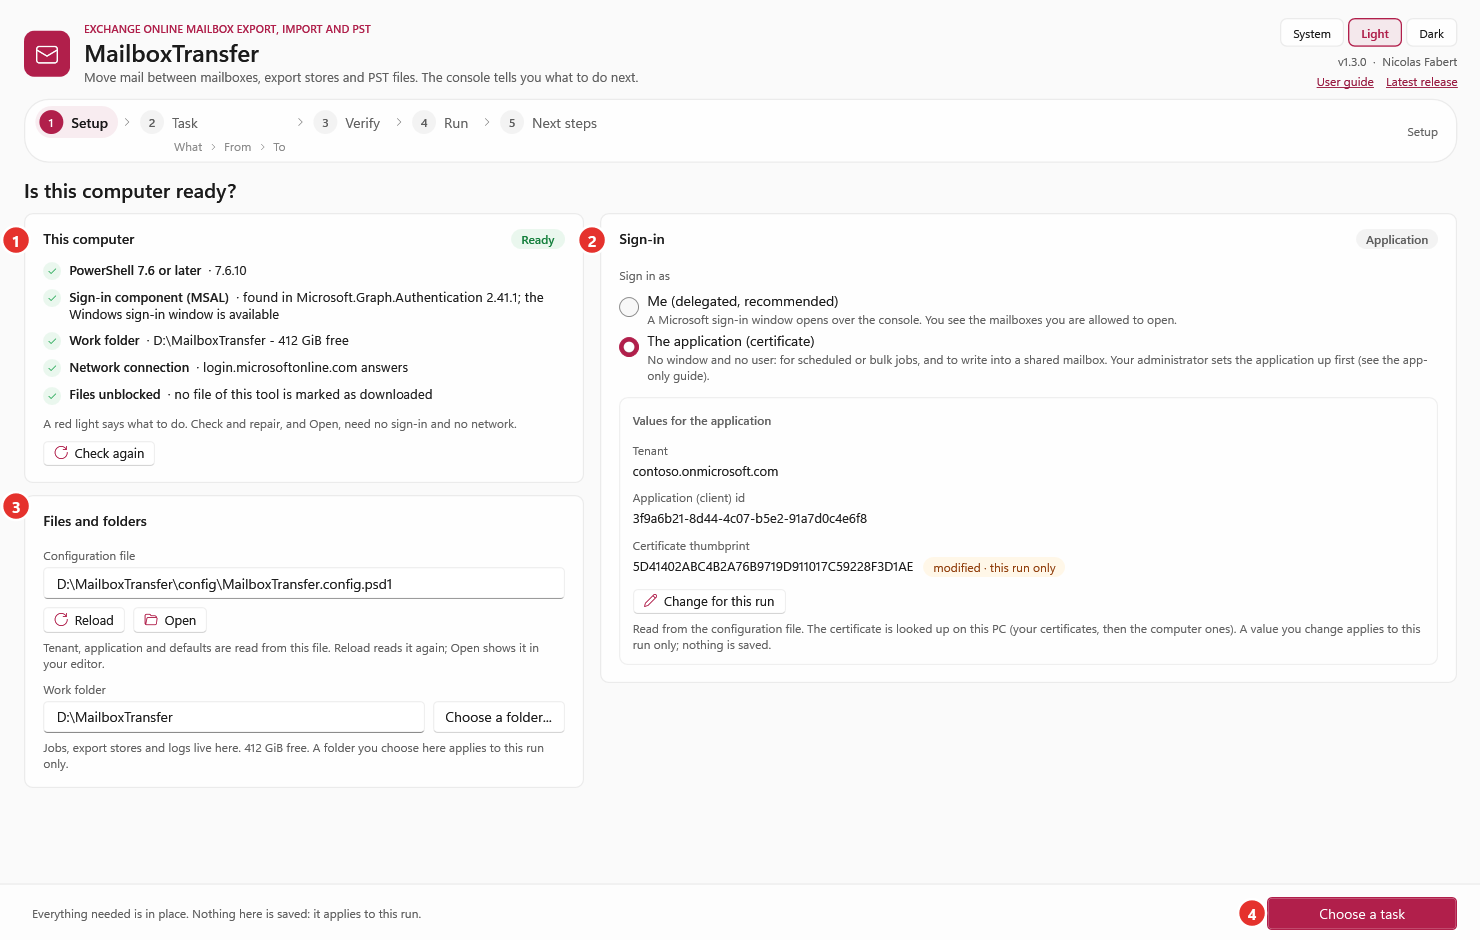 EXCHANGE ONLINE MAILBOX EXPORT, IMPORT AND PST
MailboxTransfer
Move mail between mailboxes, export stores and PST files. The console tells you what to do next.
System
Light
Dark
v1.3.0 · Nicolas Fabert
User guide
Latest release
1 Setup
2 Task
3 Verify
4 Run
5 Next steps
What > From > To
Setup
Is this computer ready?
1
This computer
Ready
PowerShell 7.6 or later · 7.6.10
Sign-in component (MSAL) · found in Microsoft.Graph.Authentication 2.41.1; the
Windows sign-in window is available
Work folder · D:\MailboxTransfer - 412 GiB free
Network connection · login.microsoftonline.com answers
Files unblocked · no file of this tool is marked as downloaded
A red light says what to do. Check and repair, and Open, need no sign-in and no network.
Check again
2
Sign-in
Application
Sign in as
Me (delegated, recommended)
A Microsoft sign-in window opens over the console. You see the mailboxes you are allowed to open.
The application (certificate)
No window and no user: for scheduled or bulk jobs, and to write into a shared mailbox. Your administrator sets the application up first (see the app-
only guide).
Values for the application
Tenant
contoso.onmicrosoft.com
Application (client) id
3f9a6b21-8d44-4c07-b5e2-91a7d0c4e6f8
Certificate thumbprint
5D41402ABC4B2A76B9719D911017C59228F3D1AE
modified · this run only
Change for this run
Read from the configuration file. The certificate is looked up on this PC (your certificates, then the computer ones). A value you change applies to this
run only; nothing is saved.
3
Files and folders
Configuration file
D:\MailboxTransfer\config\MailboxTransfer.config.psd1
Reload
Open
Tenant, application and defaults are read from this file. Reload reads it again; Open shows it in
your editor.
Work folder
D:\MailboxTransfer
Choose a folder...
Jobs, export stores and logs live here. 412 GiB free. A folder you choose here applies to this run
only.
Everything needed is in place. Nothing here is saved: it applies to this run.
4
Choose a task